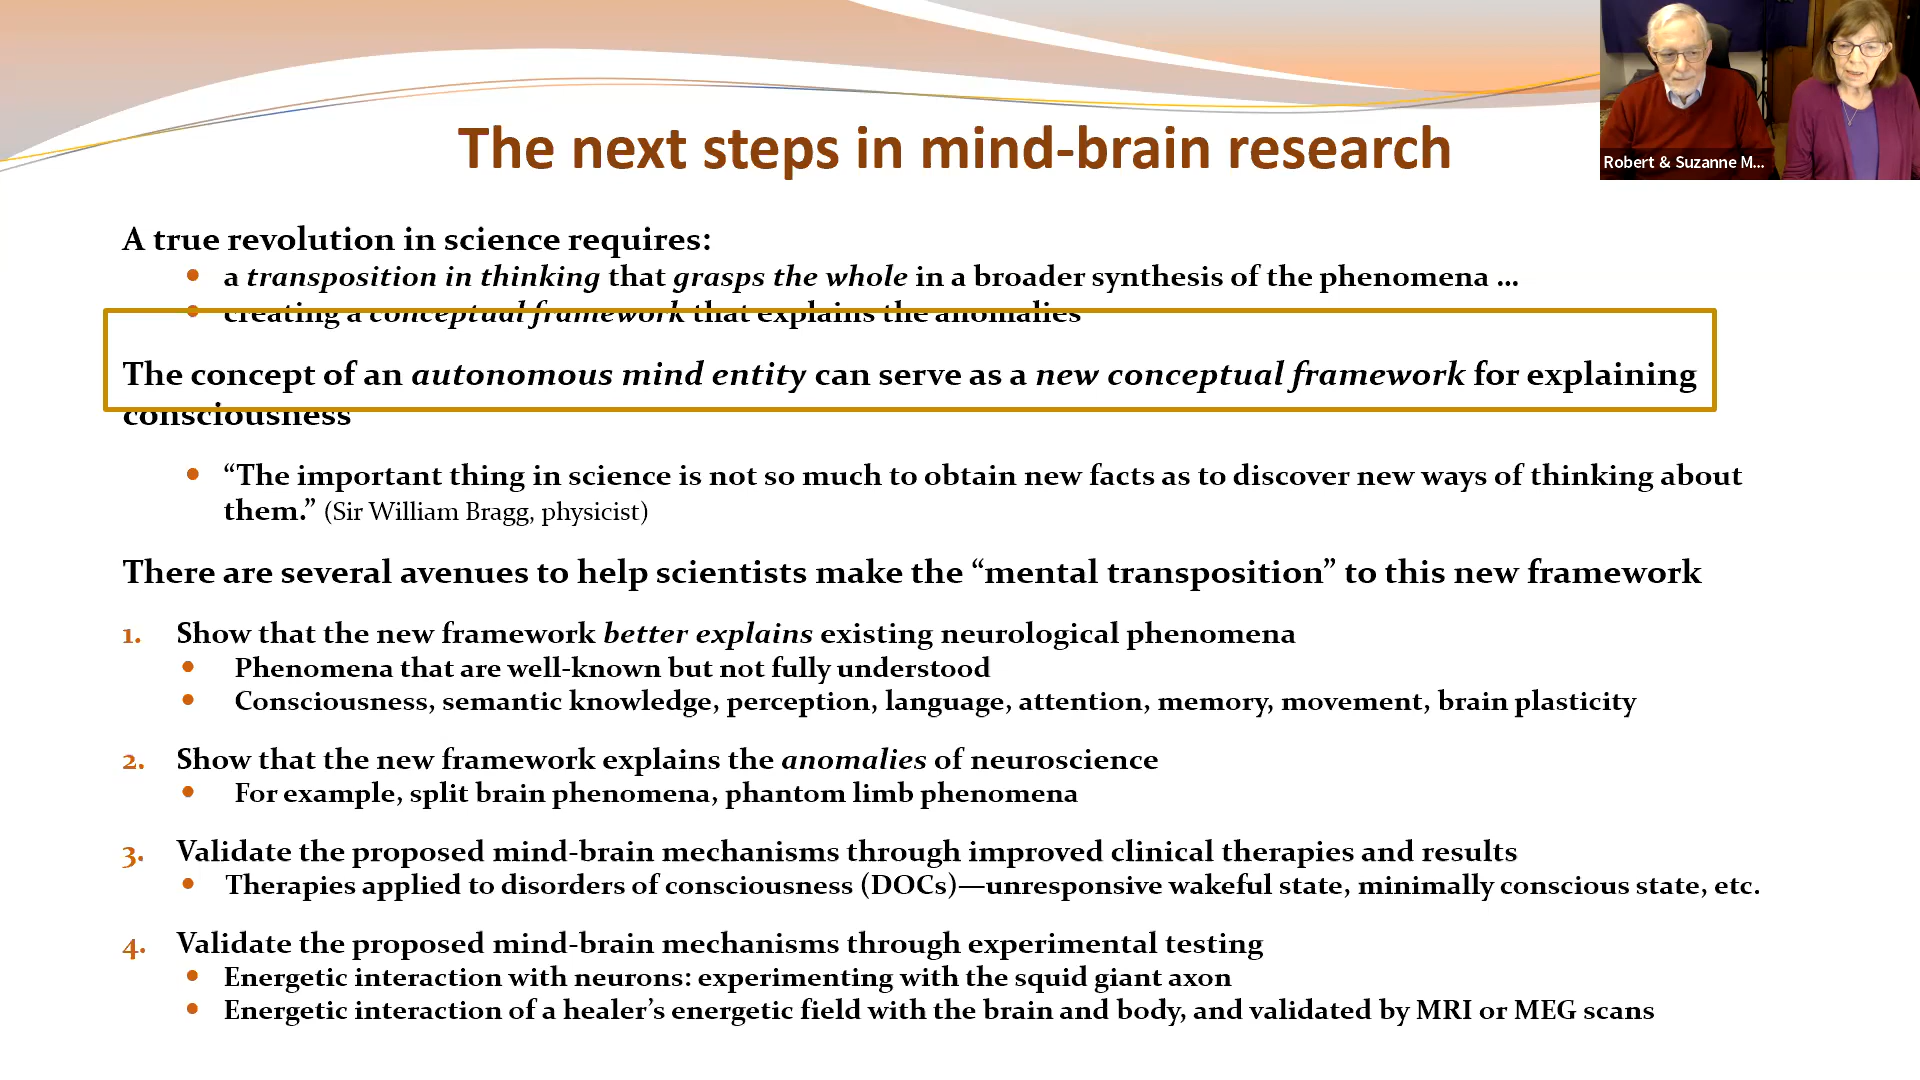 Robert & Suzanne M...
The next steps in mind-brain research
A true revolution in science requires:
• a transposition in thinking that grasps the whole in a broader synthesis of the phenomena ...
• creating a conceptual framework that explains the anomalies
The concept of an autonomous mind entity can serve as a new conceptual framework for explaining
consciousness
• “The important thing in science is not so much to obtain new facts as to discover new ways of thinking about
them.” (Sir William Bragg, physicist)
There are several avenues to help scientists make the “mental transposition” to this new framework
1. Show that the new framework better explains existing neurological phenomena
• Phenomena that are well-known but not fully understood
• Consciousness, semantic knowledge, perception, language, attention, memory, movement, brain plasticity
2. Show that the new framework explains the anomalies of neuroscience
• For example, split brain phenomena, phantom limb phenomena
3. Validate the proposed mind-brain mechanisms through improved clinical therapies and results
• Therapies applied to disorders of consciousness (DOCs)—unresponsive wakeful state, minimally conscious state, etc.
4. Validate the proposed mind-brain mechanisms through experimental testing
• Energetic interaction with neurons: experimenting with the squid giant axon
• Energetic interaction of a healer’s energetic field with the brain and body, and validated by MRI or MEG scans